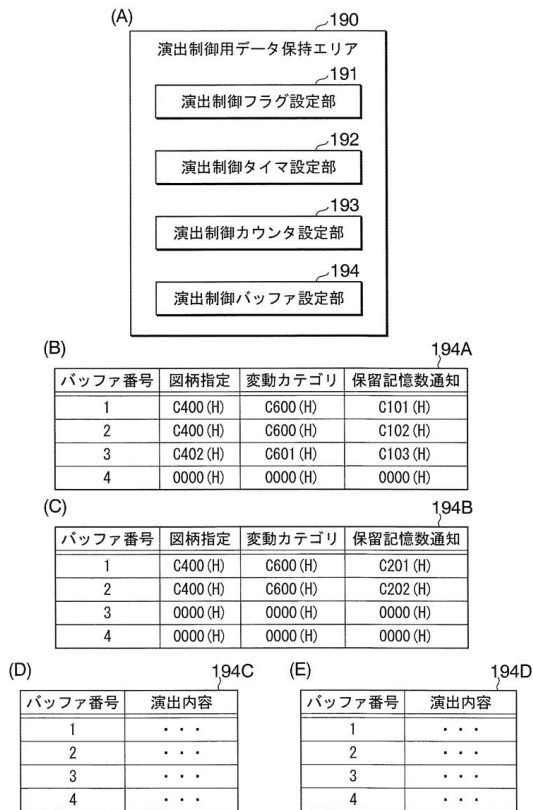 (A)
190
演出制御用データ保持エリア
191
演出制御フラグ設定部
192
演出制御タイマ設定部
193
演出制御カウンタ設定部
194
演出制御バッファ設定部
(B)
194A
バッファ番号 図柄指定 変動カテゴリ 保留記憶数通知
1 C400(H) C600(H) C101(H)
2 C400(H) C600(H) C102(H)
3 C402(H) C601(H) C103(H)
4 0000(H) 0000(H) 0000(H)
(C)
194B
バッファ番号 図柄指定 変動カテゴリ 保留記憶数通知
1 C400(H) C600(H) C201(H)
2 C400(H) C600(H) C202(H)
3 0000(H) 0000(H) 0000(H)
4 0000(H) 0000(H) 0000(H)
(D)
194C
バッファ番号 演出内容
1 ・・・
2 ・・・
3 ・・・
4 ・・・
(E)
194D
バッファ番号 演出内容
1 ・・・
2 ・・・
3 ・・・
4 ・・・